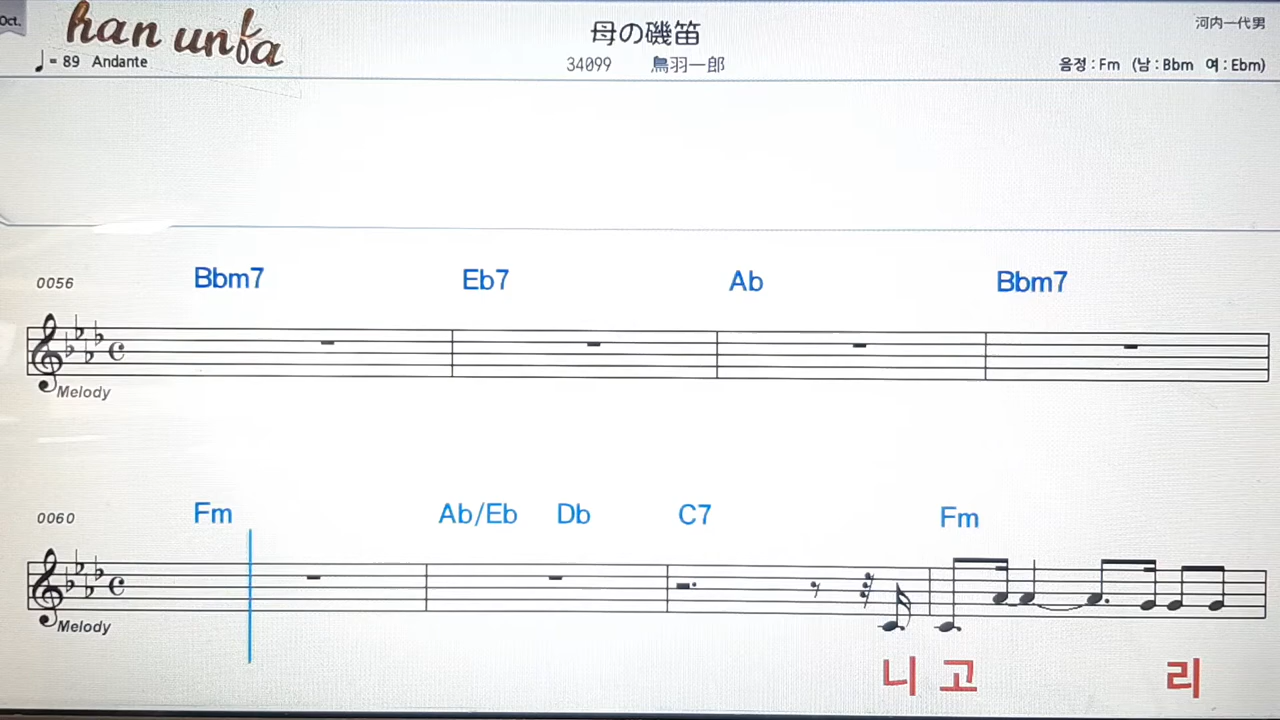 Oct.
han unfa
母の磯笛
河内一代男
♩= 89 Andante
34099 鳥羽一郎
음정 : Fm (남 : Bbm 여 : Ebm)
0056 Bbm7 Eb7 Ab Bbm7
Melody
0060 Fm Ab/Eb Db C7 Fm
Melody
니 고 리